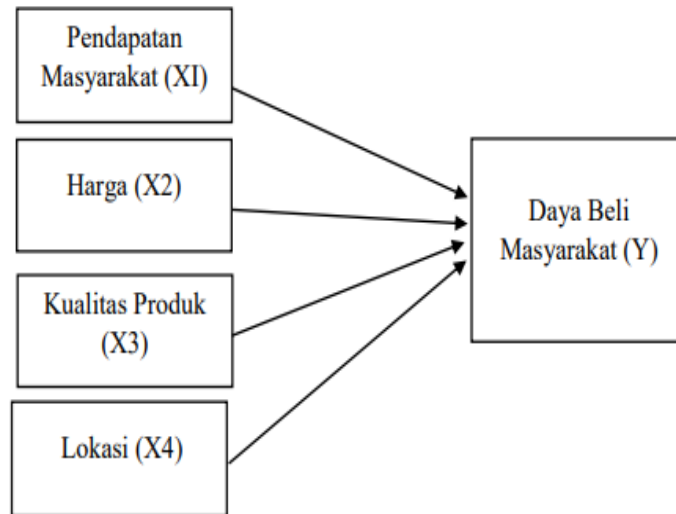 Pendapatan
Masyarakat (XI)
Harga (X2)
Kualitas Produk
(X3)
Lokasi (X4)
Daya Beli
Masyarakat (Y)